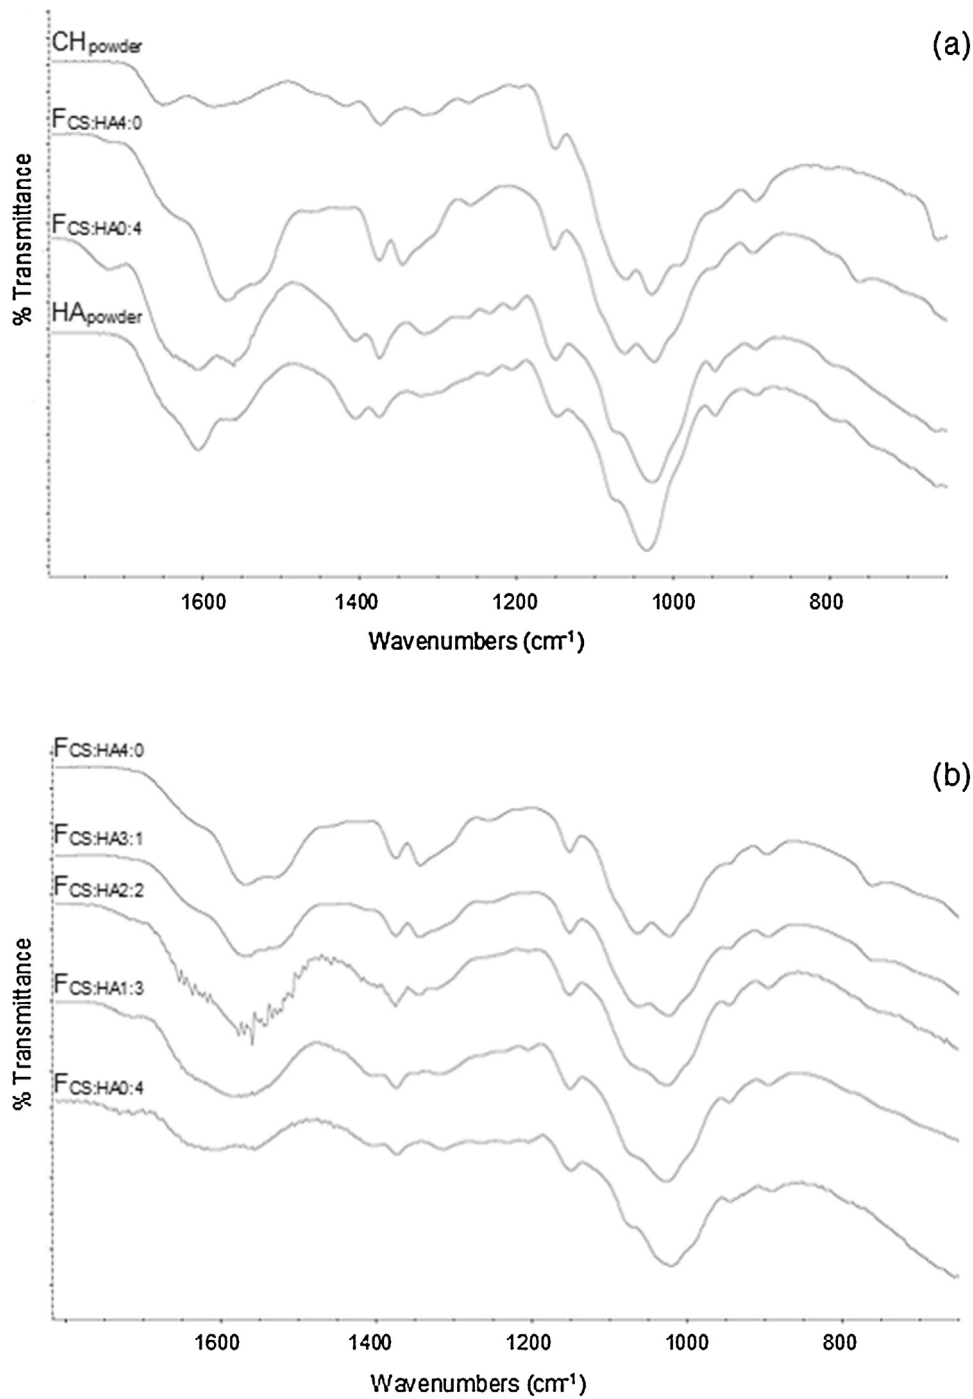 (a)
CHpowder
FCS:HA4:0
FCS:HA0:4
HApowder
% Transmittance
1600 1400 1200 1000 800
Wavenumbers (cm-1)
(b)
FCS:HA4:0
FCS:HA3:1
FCS:HA2:2
FCS:HA1:3
FCS:HA0:4
% Transmittance
1600 1400 1200 1000 800
Wavenumbers (cm-1)